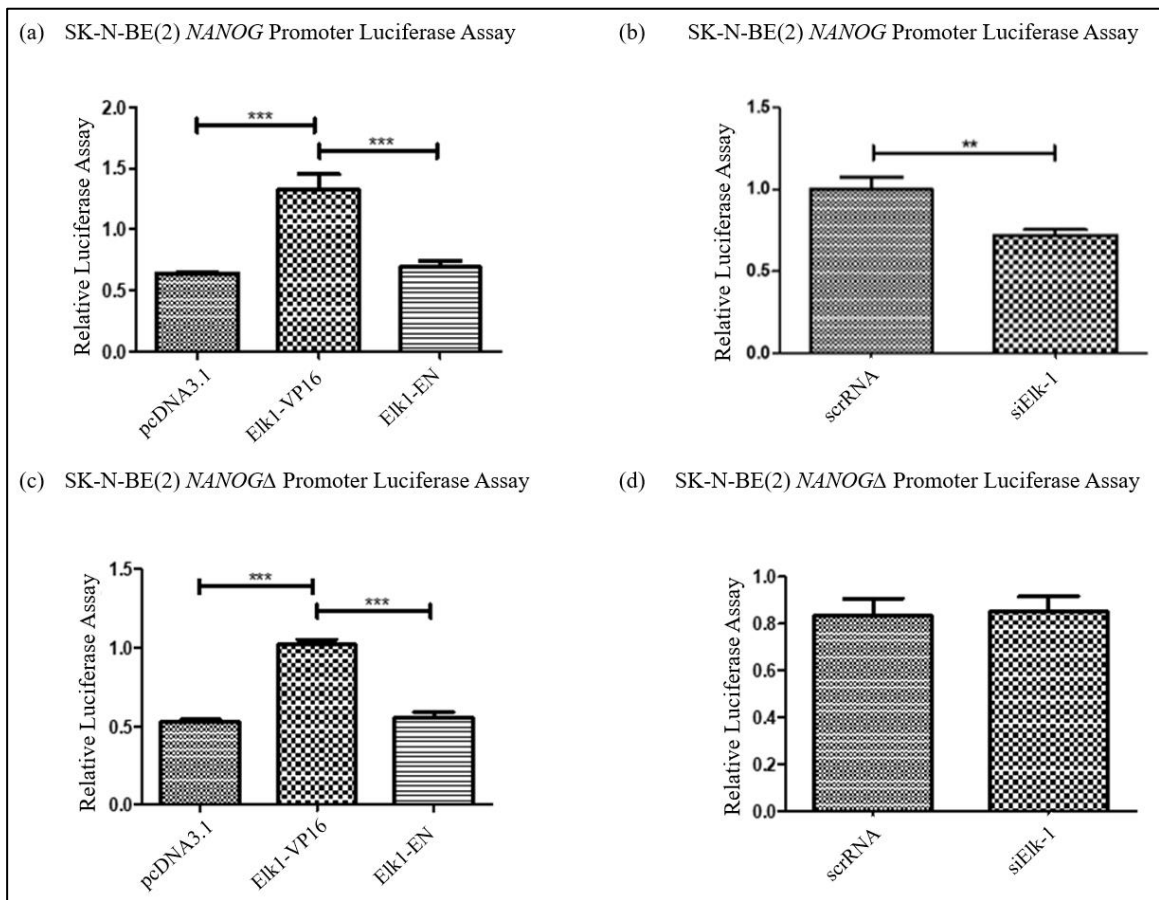 (a) SK-N-BE(2) NANOG Promoter Luciferase Assay
Relative Luciferase Assay
2.0
1.5
1.0
0.5
0.0
***
***
pcDNA3.1
Elk1-VP16
Elk1-EN
(b) SK-N-BE(2) NANOG Promoter Luciferase Assay
Relative Luciferase Assay
1.5
1.0
0.5
0.0
**
scrRNA
siElk-1
(c) SK-N-BE(2) NANOGΔ Promoter Luciferase Assay
Relative Luciferase Assay
1.5
1.0
0.5
0.0
***
***
pcDNA3.1
Elk1-VP16
Elk1-EN
(d) SK-N-BE(2) NANOGΔ Promoter Luciferase Assay
Relative Luciferase Assay
1.0
0.8
0.6
0.4
0.2
0.0
scrRNA
siElk-1